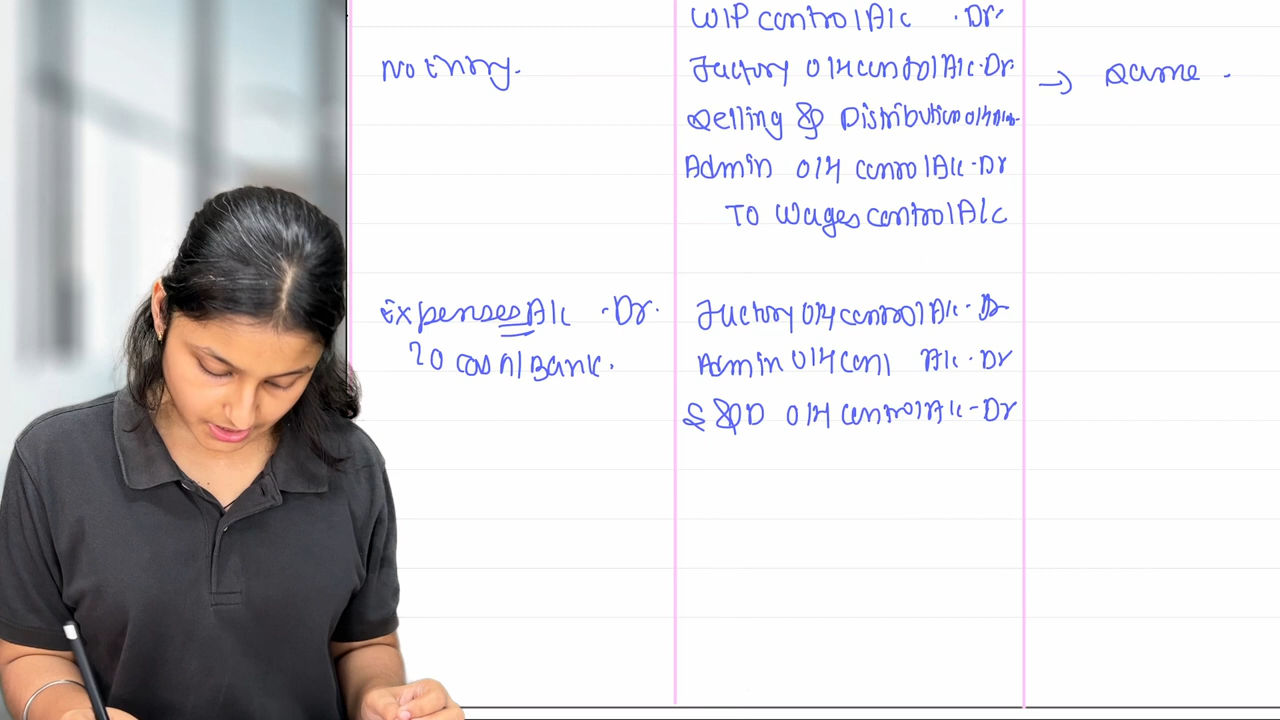 WIP control A/c . Dr
No Entry.
Factory O/H control A/c. Dr.
→ Same .
Selling & Distribution O/H
Admin O/H control A/c . Dr
To Wages control A/c
Expenses A/c . Dr.
To cash/Bank.
Factory O/H control A/c . Dr
Admin O/H cont A/c . Dr
S & D O/H control A/c - Dr